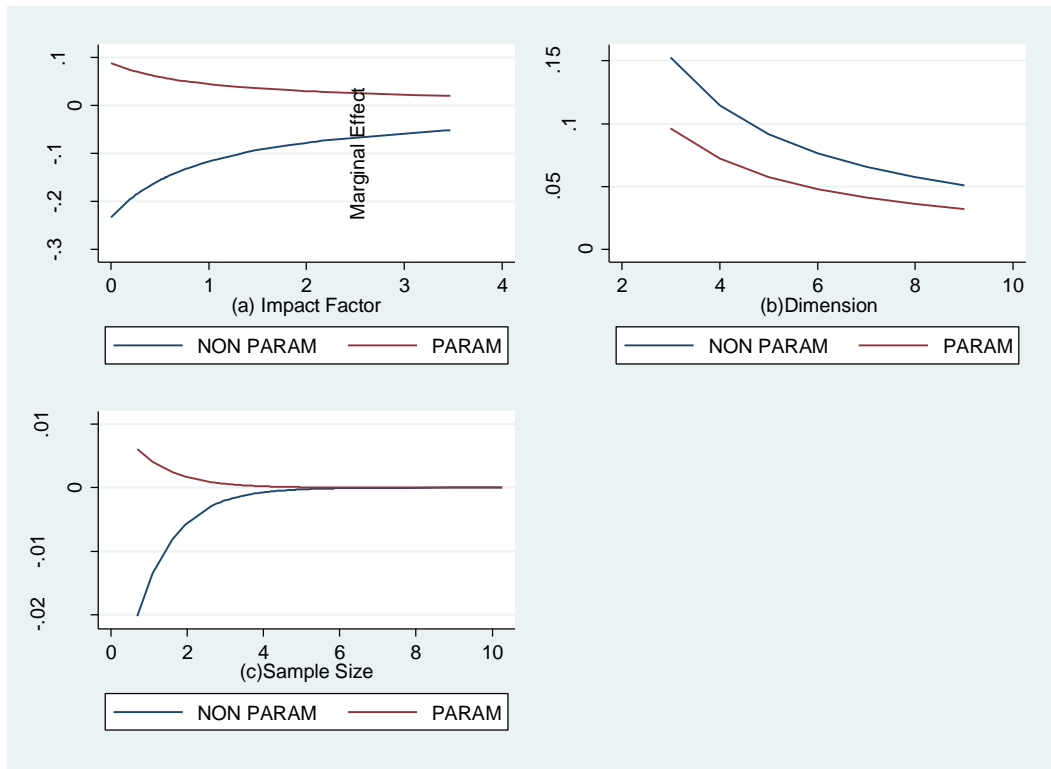 .1
0
-.1
-.2
-.3
Marginal Effect
0 1 2 3 4
(a) Impact Factor
NON PARAM PARAM
.15
.1
.05
0
2 4 6 8 10
(b)Dimension
NON PARAM PARAM
.01
0
-.01
-.02
0 2 4 6 8 10
(c)Sample Size
NON PARAM PARAM